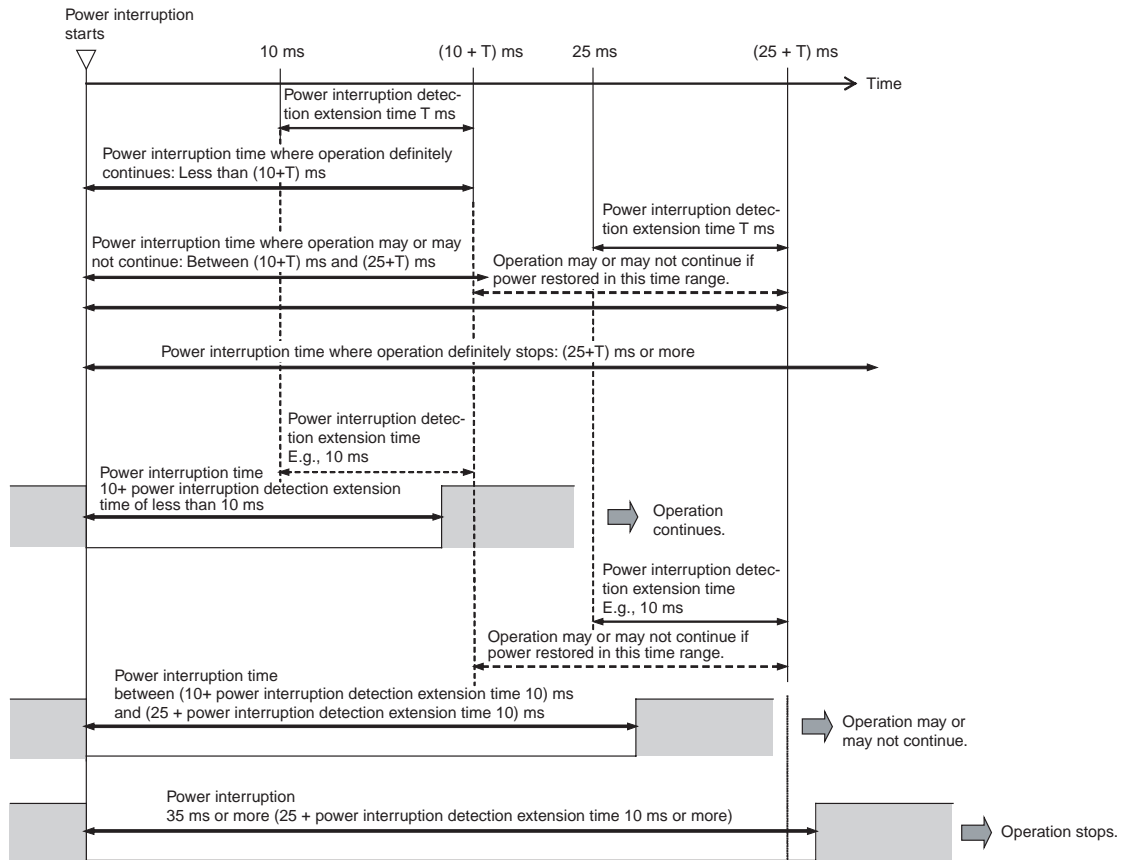 Power interruption
starts
10 ms
(10 + T) ms
25 ms
(25 + T) ms
Time
Power interruption detec-
tion extension time T ms
Power interruption time where operation definitely
continues: Less than (10+T) ms
Power interruption detec-
tion extension time T ms
Power interruption time where operation may or may
not continue: Between (10+T) ms and (25+T) ms
Operation may or may not continue if
power restored in this time range.
Power interruption time where operation definitely stops: (25+T) ms or more
Power interruption detec-
tion extension time
E.g., 10 ms
Power interruption time
10+ power interruption detection extension
time of less than 10 ms
Operation
continues.
Power interruption detec-
tion extension time
E.g., 10 ms
Operation may or may not continue if
power restored in this time range.
Power interruption time
between (10+ power interruption detection extension time 10) ms
and (25 + power interruption detection extension time 10) ms
Operation may or
may not continue.
Power interruption
35 ms or more (25 + power interruption detection extension time 10 ms or more)
Operation stops.